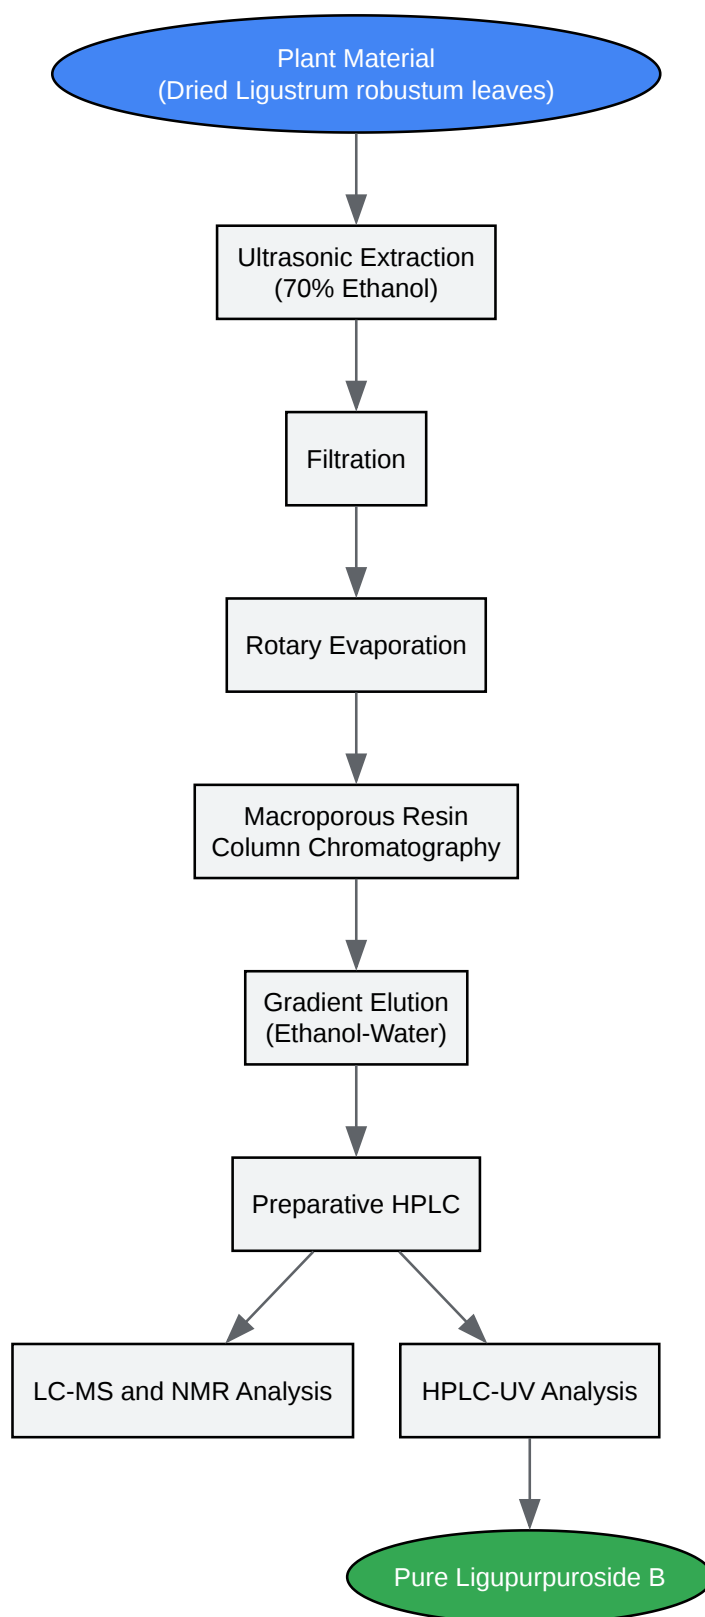 Plant Material
(Dried Ligustrum robustum leaves)
Ultrasonic Extraction
(70% Ethanol)
Filtration
Rotary Evaporation
Macroporous Resin
Column Chromatography
Gradient Elution
(Ethanol-Water)
Preparative HPLC
LC-MS and NMR Analysis
HPLC-UV Analysis
Pure Ligupurpuroside B